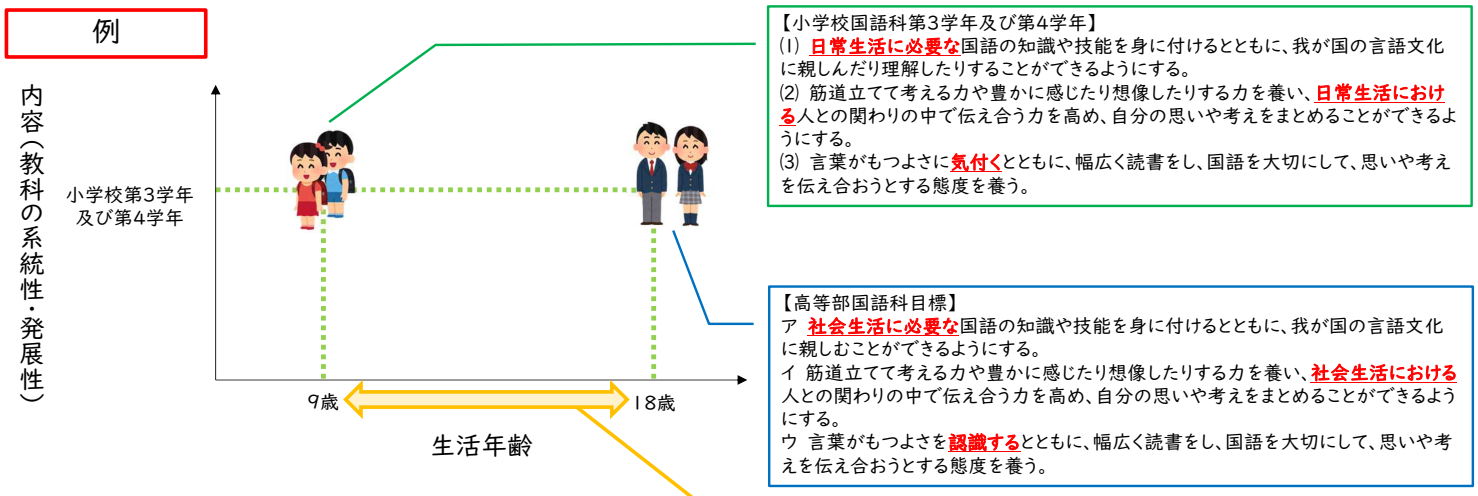 例
内容(教科の系統性・発展性)
小学校第3学年
及び第4学年
9歳
18歳
生活年齢
【小学校国語科第3学年及び第4学年】
(1) 日常生活に必要な国語の知識や技能を身に付けるとともに、我が国の言語文化
に親しんだり理解したりすることができるようにする。
(2) 筋道立てて考える力や豊かに感じたり想像したりする力を養い、日常生活におけ
る人との関わりの中で伝え合う力を高め、自分の思いや考えをまとめることができるよ
うにする。
(3) 言葉がもつよさに気付くとともに、幅広く読書をし、国語を大切にして、思いや考え
を伝え合おうとする態度を養う。
【高等部国語科目標】
ア 社会生活に必要な国語の知識や技能を身に付けるとともに、我が国の言語文化
に親しむことができるようにする。
イ 筋道立てて考える力や豊かに感じたり想像したりする力を養い、社会生活における
人との関わりの中で伝え合う力を高め、自分の思いや考えをまとめることができるよう
にする。
ウ 言葉がもつよさを認識するとともに、幅広く読書をし、国語を大切にして、思いや考
えを伝え合おうとする態度を養う。